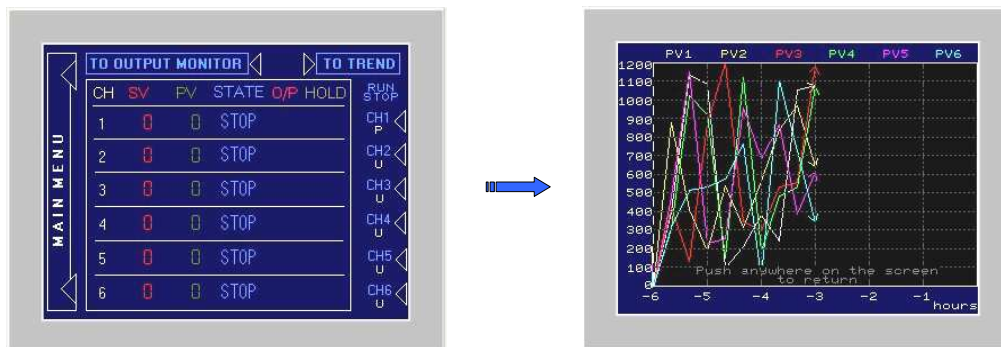 TO OUTPUT MONITOR TO TREND
CH SV PV STATE O/P HOLD RUN STOP
1 0 0 STOP CH1 P
2 0 0 STOP CH2 U
3 0 0 STOP CH3 U
4 0 0 STOP CH4 U
5 0 0 STOP CH5 U
6 0 0 STOP CH6 U
MAIN MENU
PV1 PV2 PV3 PV4 PV5 PV6
1200
1100
1000
900
800
700
600
500
400
300
200
100
0
Push anywhere on the screen
to return
-6 -5 -4 -3 -2 -1
hours